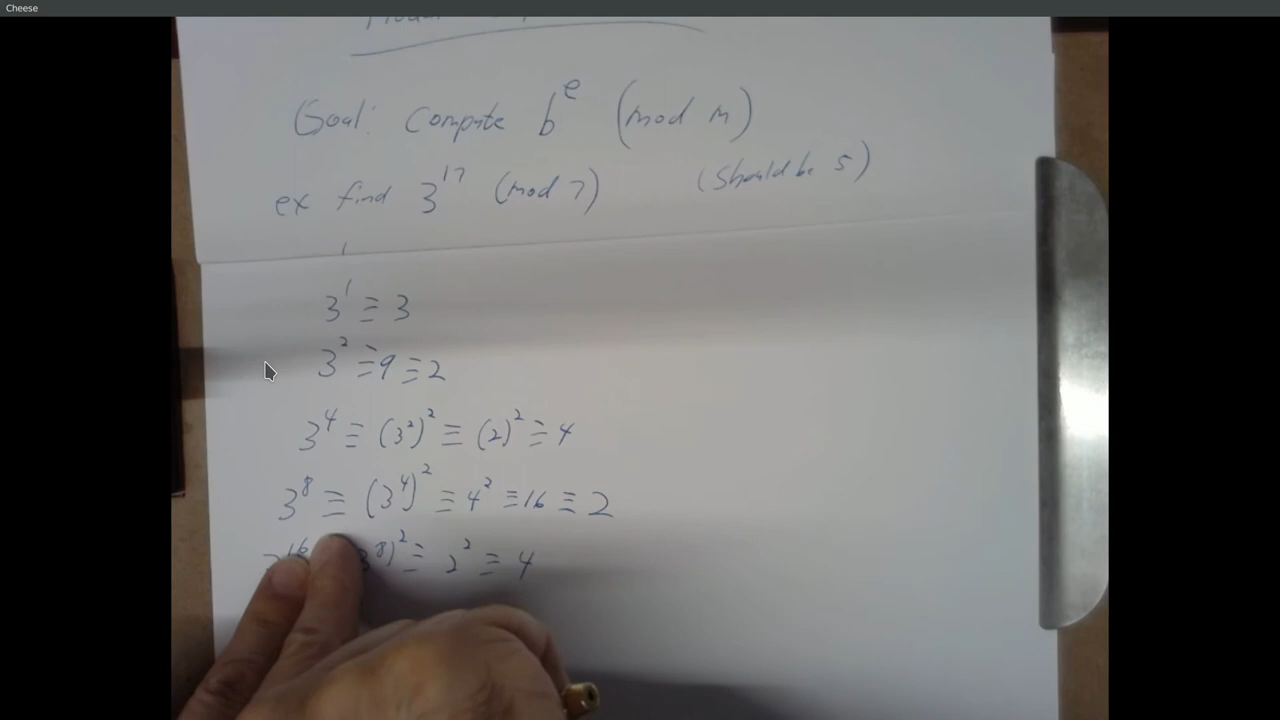 Cheese
Goal: Compute b^e (mod m)
ex find 3^17 (mod 7) (Should be 5)
3^1 ≡ 3
3^2 ≡ 9 ≡ 2
3^4 ≡ (3^2)^2 ≡ (2)^2 ≡ 4
3^8 ≡ (3^4)^2 ≡ 4^2 ≡ 16 ≡ 2
16 8)^2 ≡ 2^2 ≡ 4